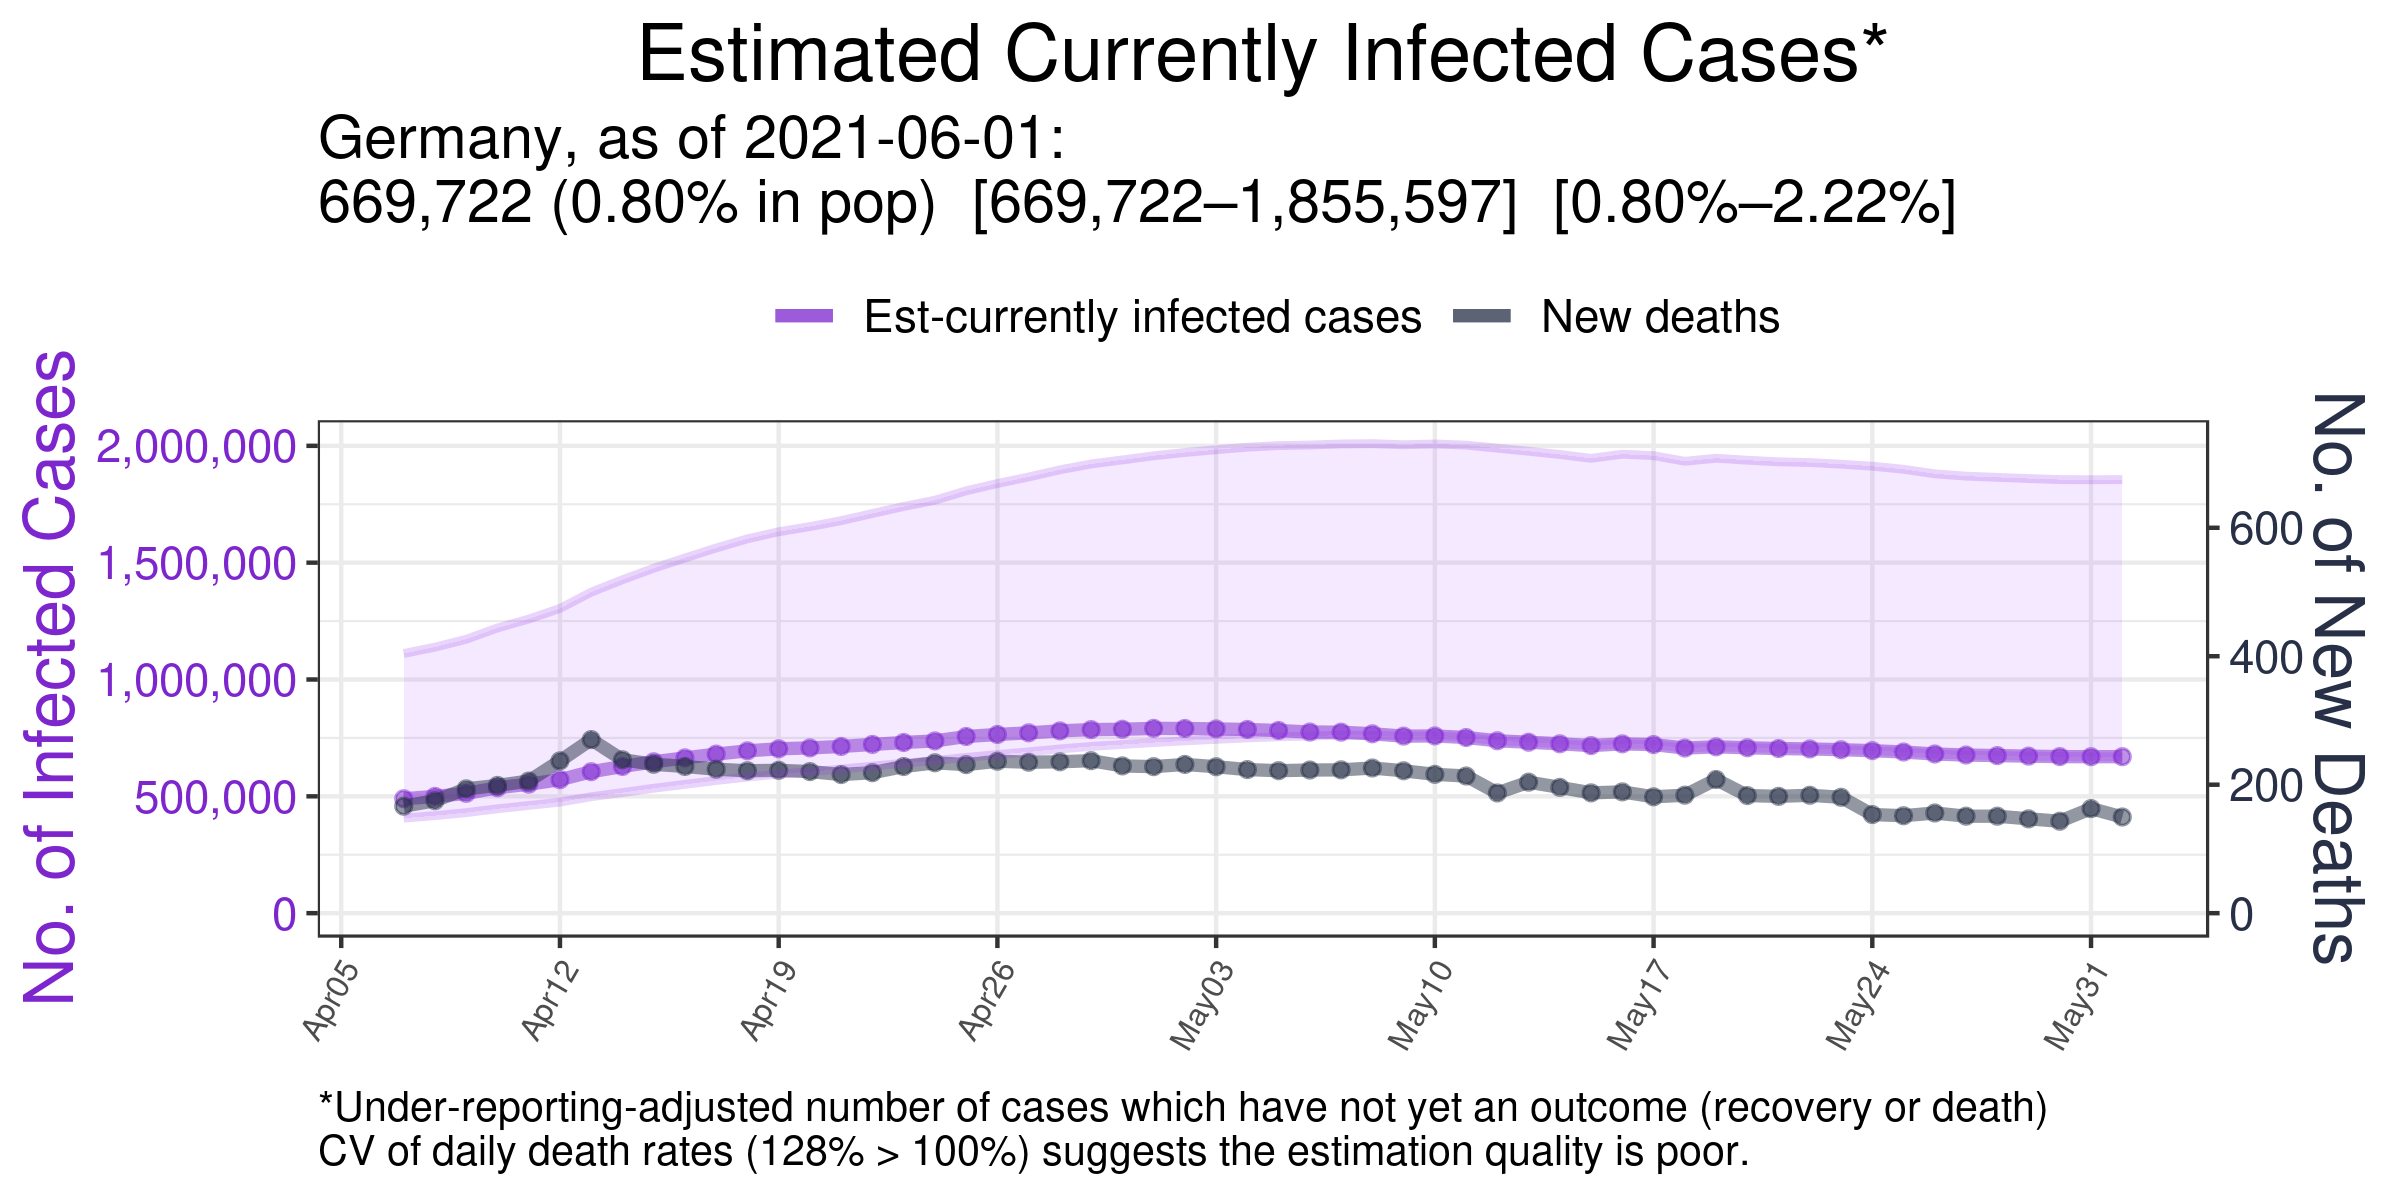 Estimated Currently Infected Cases*
Germany, as of 2021-06-01:
669,722 (0.80% in pop)  [669,722–1,855,597]  [0.80%–2.22%]
Est-currently infected cases
New deaths
No. of Infected Cases
2,000,000
1,500,000
1,000,000
500,000
0
600
400
200
0
No. of New Deaths
Apr05
Apr12
Apr19
Apr26
May03
May10
May17
May24
May31
*Under-reporting-adjusted number of cases which have not yet an outcome (recovery or death)
CV of daily death rates (128% > 100%) suggests the estimation quality is poor.